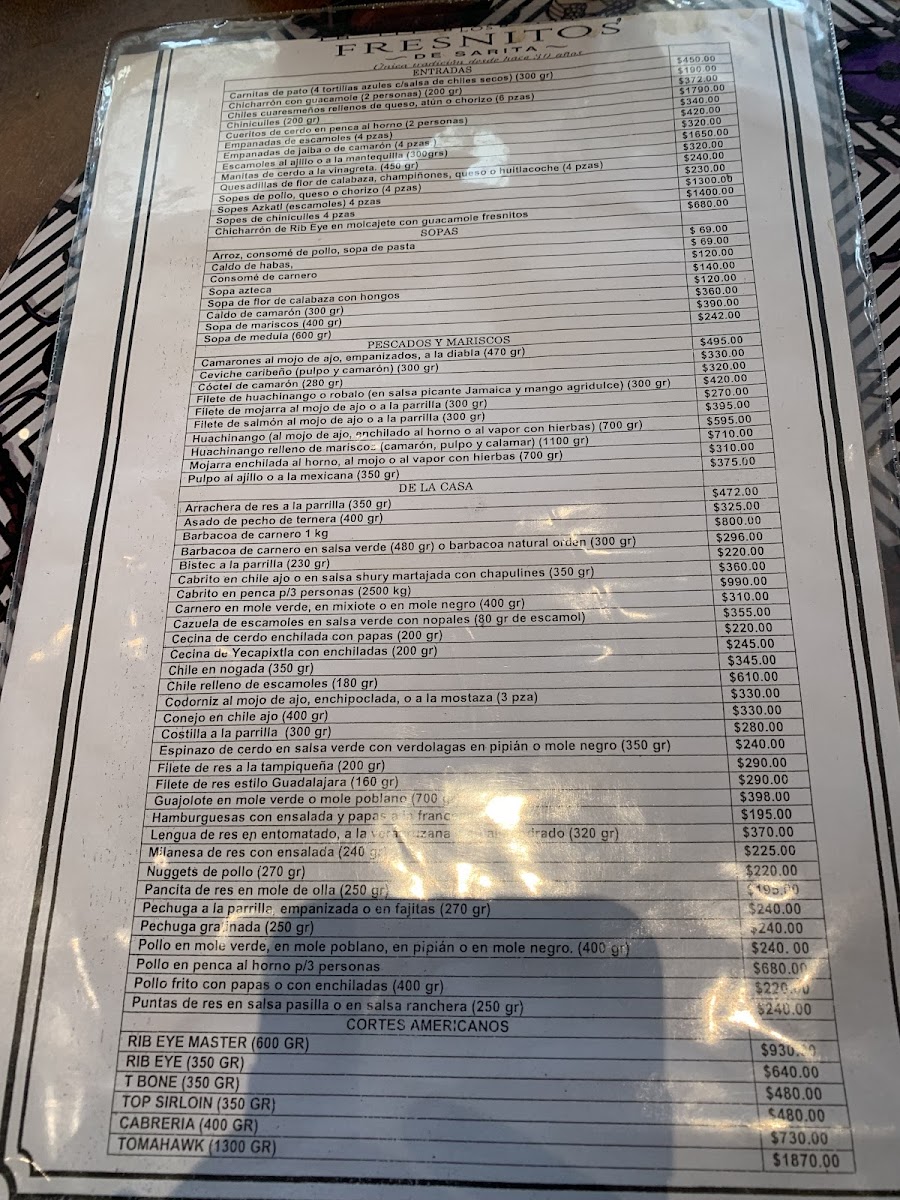 FRESNITOS
DE SARITA
Única tradición desde hace 30 años
ENTRADAS
Carnitas de pato (4 tortillas azules c/salsa de chiles secos) (300 gr) $450.00
Chicharrón con guacamole (2 personas) (200 gr) $190.00
Chiles cuaresmeños rellenos de queso, atún o chorizo (6 pzas) $372.00
Chinicuiles (200 gr) $1790.00
Cueritos de cerdo en penca al horno (2 personas) $340.00
Empanadas de escamoles (4 pzas) $420.00
Empanadas de jaiba o de camarón (4 pzas) $320.00
Escamoles al ajillo o a la mantequilla (300grs) $1650.00
Manitas de cerdo a la vinagreta. (450 gr) $320.00
Quesadillas de flor de calabaza, champiñones, queso o huitlacoche (4 pzas) $240.00
Sopes de pollo, queso o chorizo (4 pzas) $230.00
Sopes Azkatl (escamoles) 4 pzas $1300.00
Sopes de chinicuiles 4 pzas $1400.00
Chicharrón de Rib Eye en molcajete con guacamole fresnitos $680.00
SOPAS
Arroz, consomé de pollo, sopa de pasta $ 69.00
Caldo de habas, $ 69.00
Consomé de carnero $120.00
Sopa azteca $140.00
Sopa de flor de calabaza con hongos $120.00
Caldo de camarón (300 gr) $360.00
Sopa de mariscos (400 gr) $390.00
Sopa de medula (600 gr) $242.00
PESCADOS Y MARISCOS
Camarones al mojo de ajo, empanizados, a la diabla (470 gr) $495.00
Ceviche caribeño (pulpo y camarón) (300 gr) $330.00
Cóctel de camarón (280 gr) $320.00
Filete de huachinango o robalo (en salsa picante Jamaica y mango agridulce) (300 gr) $420.00
Filete de mojarra al mojo de ajo o a la parrilla (300 gr) $270.00
Filete de salmón al mojo de ajo o a la parrilla (300 gr) $395.00
Huachinango (al mojo de ajo, enchilado al horno o al vapor con hierbas) (700 gr) $595.00
Huachinango relleno de mariscos (camarón, pulpo y calamar) (1100 gr) $710.00
Mojarra enchilada al horno, al mojo o al vapor con hierbas (700 gr) $310.00
Pulpo al ajillo o a la mexicana (350 gr) $375.00
DE LA CASA
Arrachera de res a la parrilla (350 gr) $472.00
Asado de pecho de ternera (400 gr) $325.00
Barbacoa de carnero 1 kg $800.00
Barbacoa de carnero en salsa verde (480 gr) o barbacoa natural orden (300 gr) $296.00
Bistec a la parrilla (230 gr) $220.00
Cabrito en chile ajo o en salsa shury martajada con chapulines (350 gr) $360.00
Cabrito en penca p/3 personas (2500 kg) $990.00
Carnero en mole verde, en mixiote o en mole negro (400 gr) $310.00
Cazuela de escamoles en salsa verde con nopales (80 gr de escamol) $355.00
Cecina de cerdo enchilada con papas (200 gr) $220.00
Cecina de Yecapixtla con enchiladas (200 gr) $245.00
Chile en nogada (350 gr) $345.00
Chile relleno de escamoles (180 gr) $610.00
Codorniz al mojo de ajo, enchipoclada, o a la mostaza (3 pza) $330.00
Conejo en chile ajo (400 gr) $330.00
Costilla a la parrilla (300 gr) $280.00
Espinazo de cerdo en salsa verde con verdolagas en pipián o mole negro (350 gr) $240.00
Filete de res a la tampiqueña (200 gr) $290.00
Filete de res estilo Guadalajara (160 gr) $290.00
Guajolote en mole verde o mole poblano (700 $398.00
Hamburguesas con ensalada y papas a la $195.00
Lengua de res en entomatado, a la veracruzana (320 gr) $370.00
Milanesa de res con ensalada (240 gr) $225.00
Nuggets de pollo (270 gr) $220.00
Pancita de res en mole de olla (250 gr) $195.00
Pechuga a la parrilla, empanizada o en fajitas (270 gr) $240.00
Pechuga gratinada (250 gr) $240.00
Pollo en mole verde, en mole poblano, en pipián o en mole negro. (400 gr) $240. 00
Pollo en penca al horno p/3 personas $680.00
Pollo frito con papas o con enchiladas (400 gr) $220.00
Puntas de res en salsa pasilla o en salsa ranchera (250 gr) $240.00
CORTES AMERICANOS
RIB EYE MASTER (600 GR) $930.00
RIB EYE (350 GR) $640.00
T BONE (350 GR) $480.00
TOP SIRLOIN (350 GR) $480.00
CABRERIA (400 GR) $730.00
TOMAHAWK (1300 GR) $1870.00